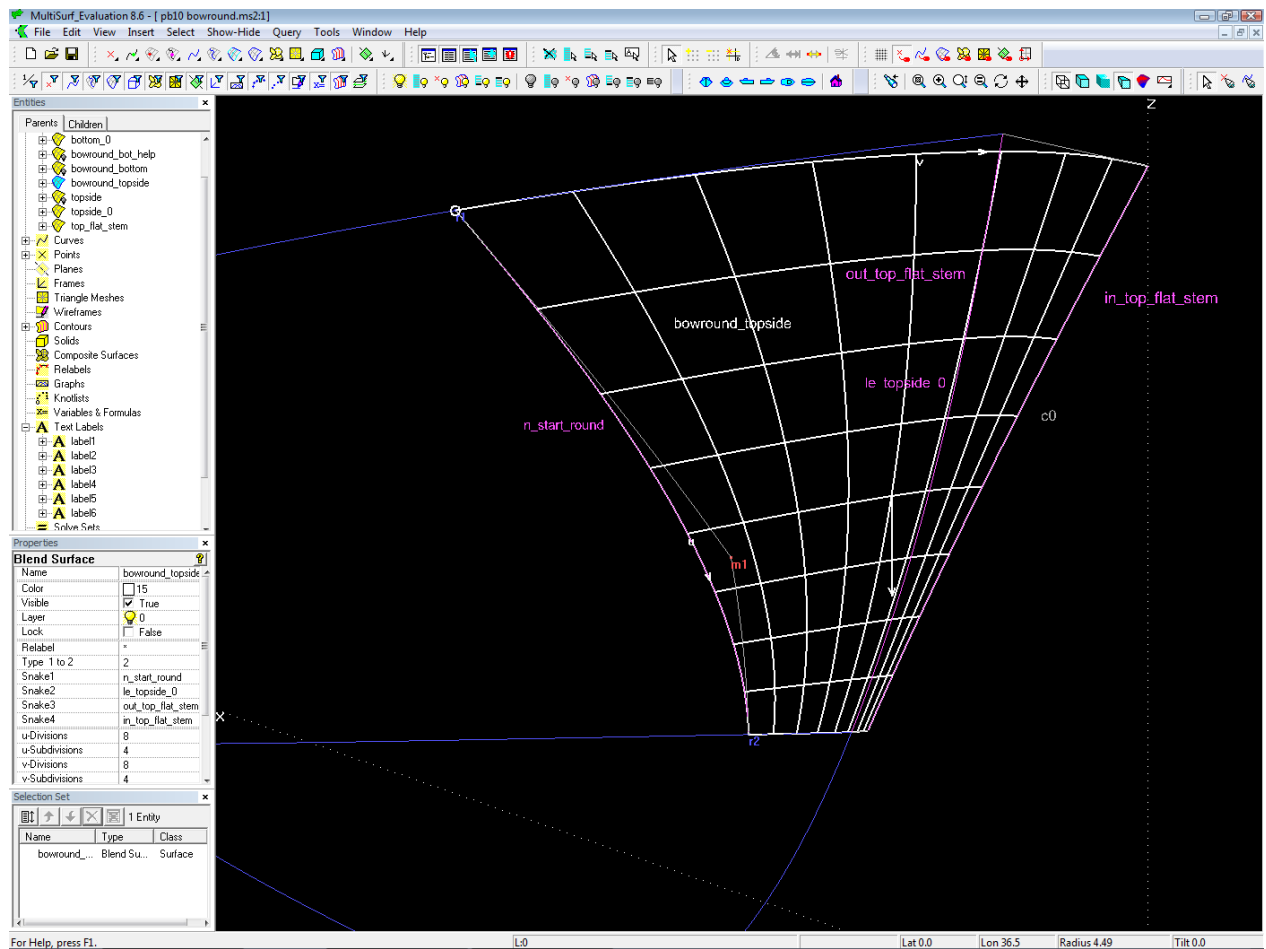 MultiSurf_Evaluation 8.6 - [ pb10 bowround.ms2:1]
File Edit View Insert Select Show-Hide Query Tools Window Help
Entities
Parents Children
bottom_0
bowround_bot_help
bowround_bottom
bowround_topside
topside
topside_0
top_flat_stem
Curves
Points
Planes
Frames
Triangle Meshes
Wireframes
Contours
Solids
Composite Surfaces
Relabels
Graphs
Knotlists
Variables & Formulas
Text Labels
label1
label2
label3
label4
label5
label6
Solve Sets
Properties
Blend Surface
Name bowround_topside
Color 15
Visible True
Layer 0
Lock False
Relabel *
Type 1 to 2 2
Snake1 n_start_round
Snake2 le_topside_0
Snake3 out_top_flat_stem
Snake4 in_top_flat_stem
u-Divisions 8
u-Subdivisions 4
v-Divisions 8
v-Subdivisions 4
Selection Set
1 Entity
Name Type Class
bowround_... Blend Su... Surface
Z
r1
v
out_top_flat_stem
in_top_flat_stem
bowround_topside
le_topside_0
c0
n_start_round
u
m1
X
r2
For Help, press F1. L:0 Lat 0.0 Lon 36.5 Radius 4.49 Tilt 0.0